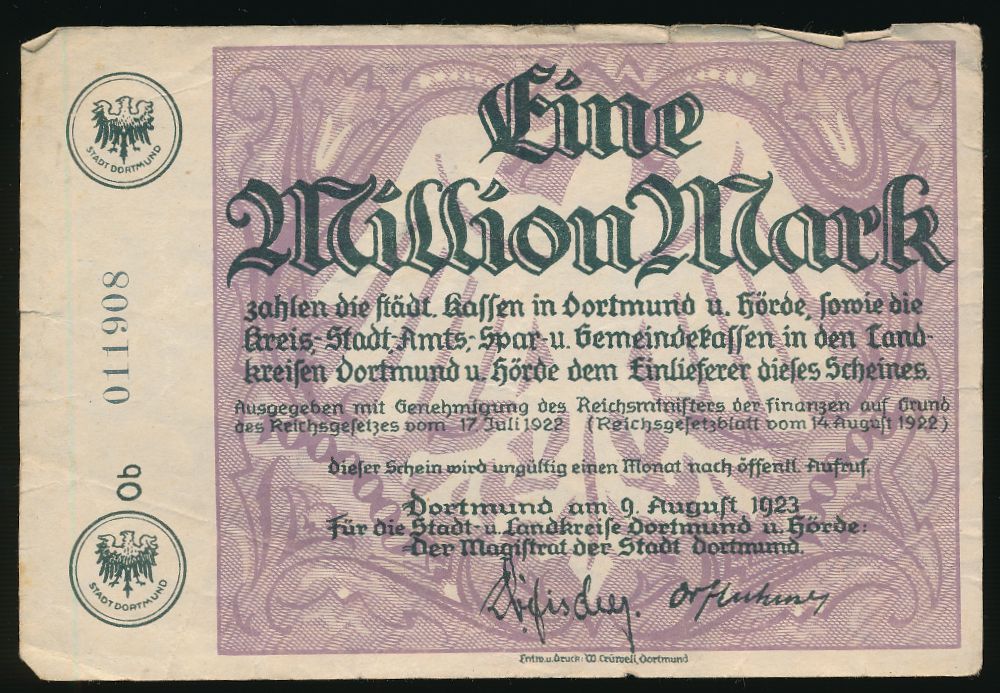 STADT DORTMUND
011908
Ob
STADT DORTMUND
Eine
Million Mark
zahlen die städt. Kassen in Dortmund u. Hörde, sowie die
Kreis-, Stadt-, Amts-, Spar- u. Gemeindekassen in den Land-
kreisen Dortmund u. Hörde dem Einlieferer dieses Scheines.
Ausgegeben mit Genehmigung des Reichsministers der Finanzen auf Grund
des Reichsgesetzes vom 17. Juli 1922 (Reichsgesetzblatt vom 14. August 1922)
Dieser Schein wird ungültig einen Monat nach öffentl. Aufruf.
Dortmund am 9. August 1923
Für die Stadt- u. Landkreise Dortmund u. Hörde:
Der Magistrat der Stadt Dortmund.
Entw. u. Druck: W. Crüwell, Dortmund